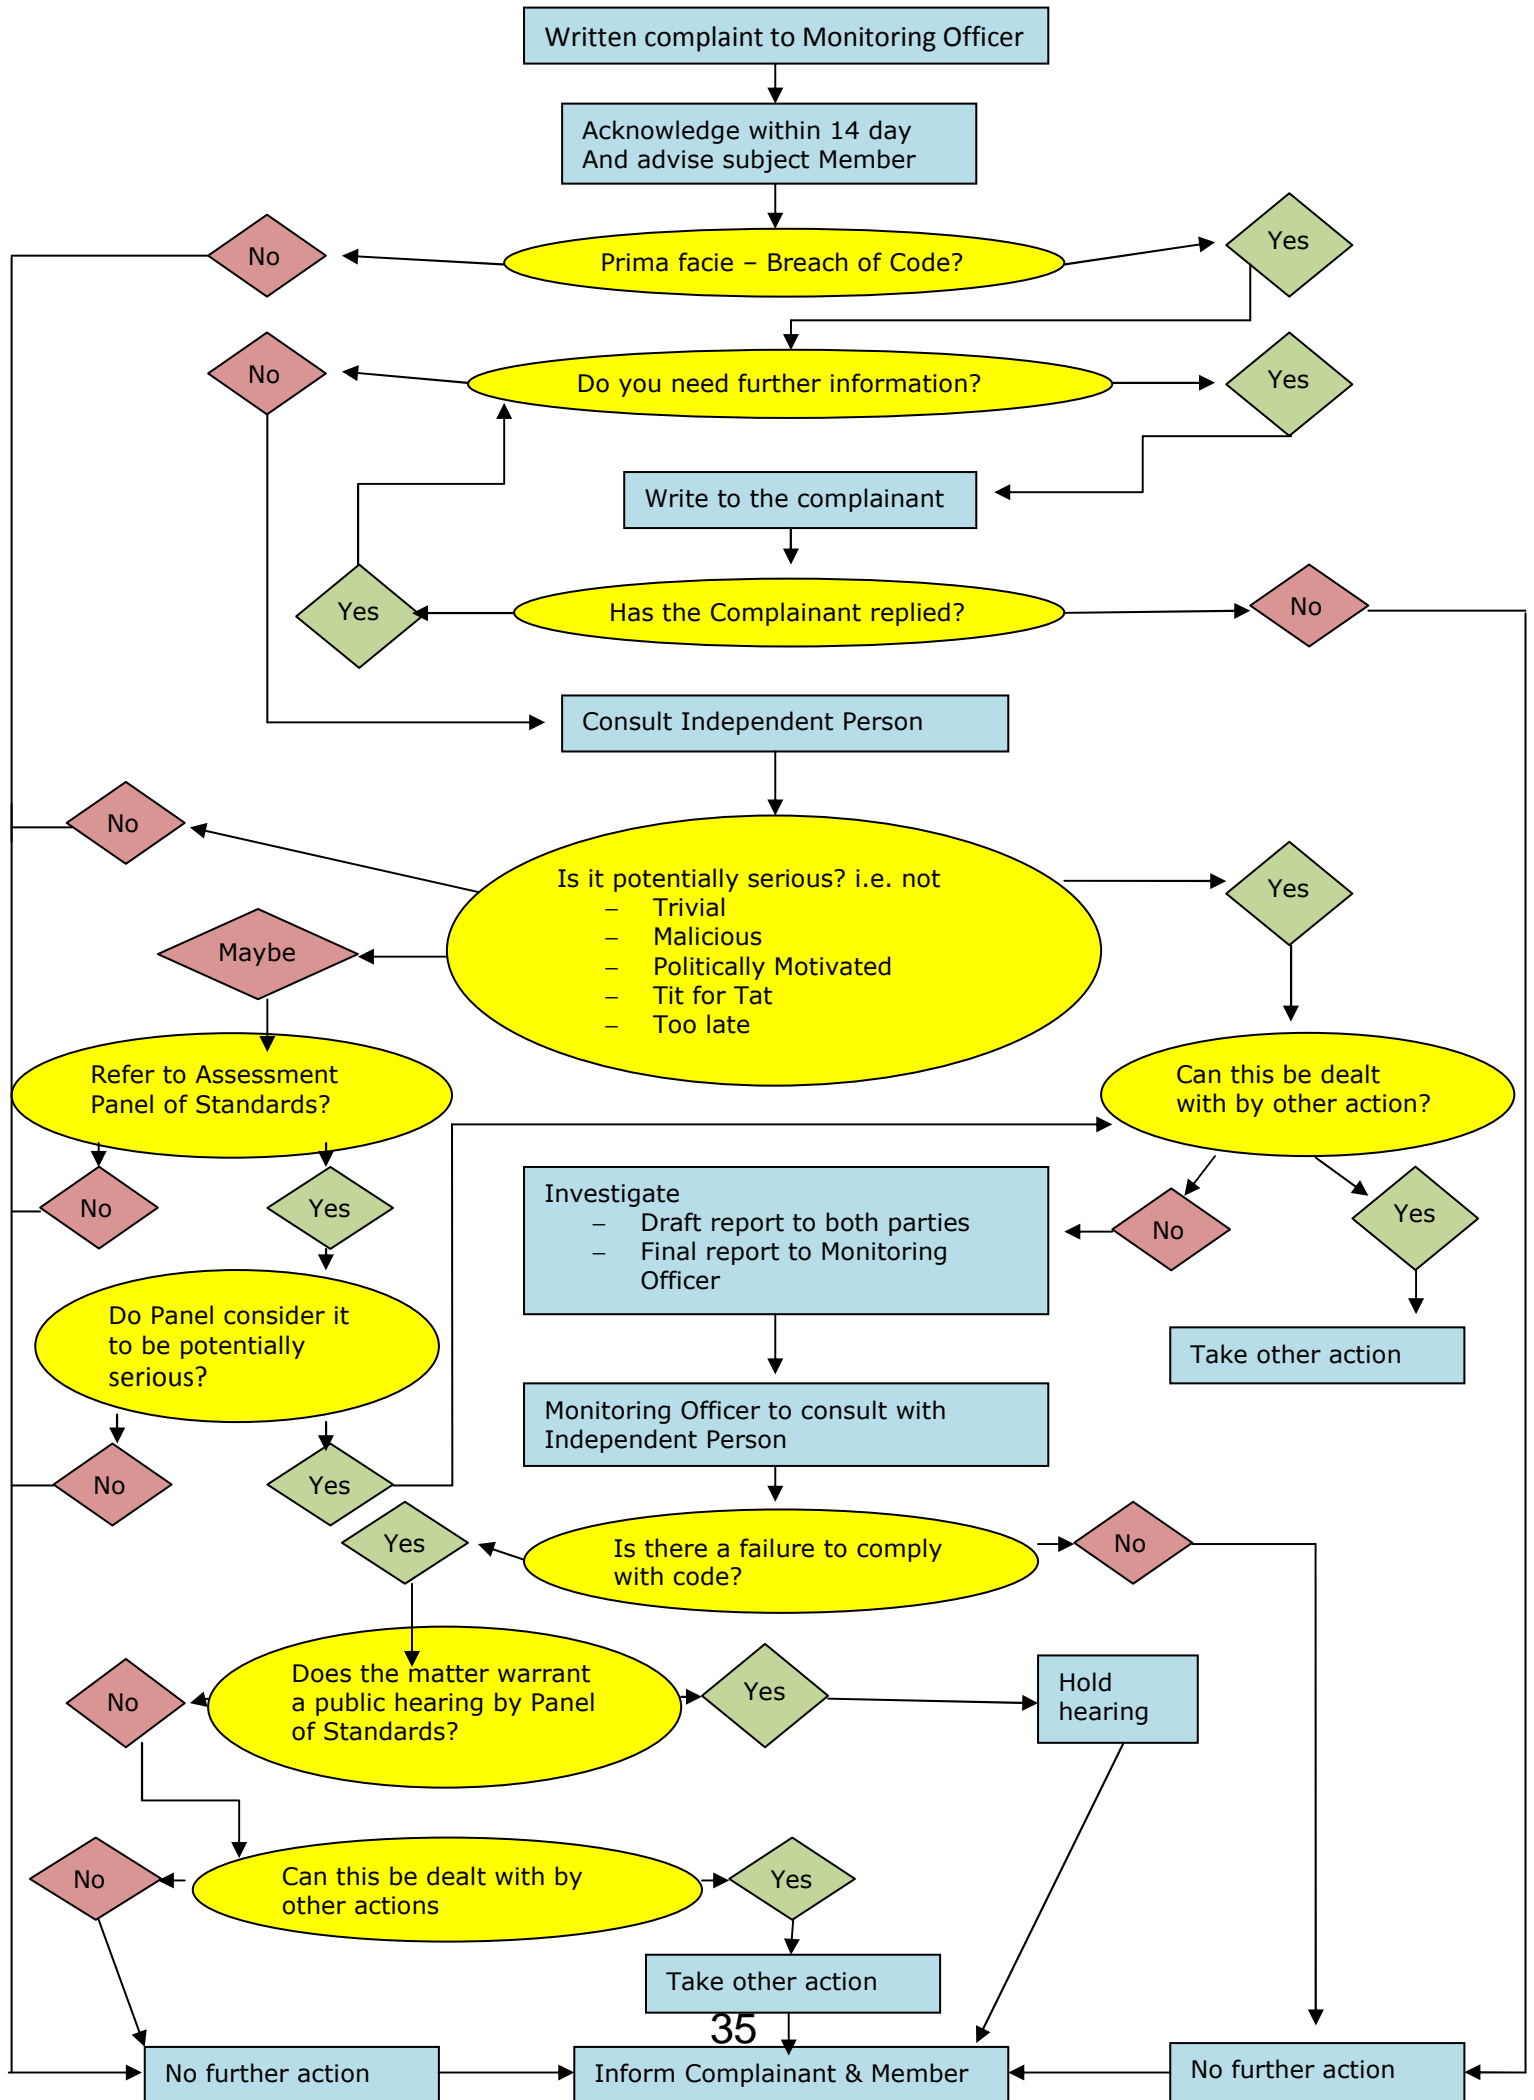 Written complaint to Monitoring Officer
Acknowledge within 14 day
And advise subject Member
No
Prima facie – Breach of Code?
Yes
No
Do you need further information?
Yes
Write to the complainant
Yes
Has the Complainant replied?
No
Consult Independent Person
No
Is it potentially serious? i.e. not
– Trivial
– Malicious
– Politically Motivated
– Tit for Tat
– Too late
Yes
Maybe
Refer to Assessment
Panel of Standards?
Can this be dealt
with by other action?
No
Yes
Investigate
– Draft report to both parties
– Final report to Monitoring
Officer
No
Yes
Do Panel consider it
to be potentially
serious?
Take other action
Monitoring Officer to consult with
Independent Person
No
Yes
Yes
Is there a failure to comply
with code?
No
No
Does the matter warrant
a public hearing by Panel
of Standards?
Yes
Hold
hearing
No
Can this be dealt with by
other actions
Yes
Take other action
35
No further action
Inform Complainant & Member
No further action